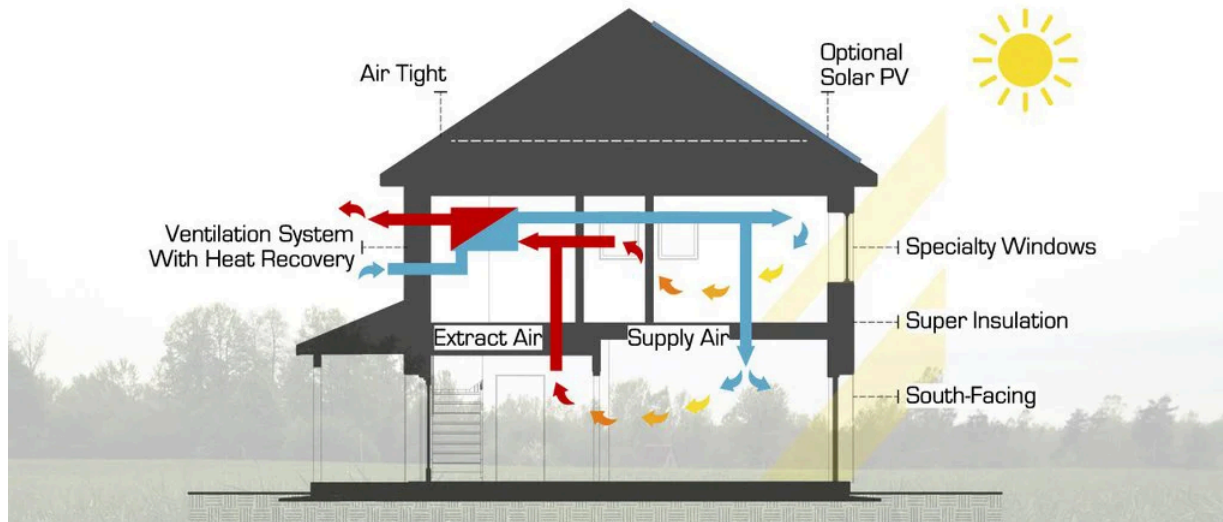 Air Tight
Optional
Solar PV
Ventilation System
With Heat Recovery
Specialty Windows
Extract Air
Supply Air
Super Insulation
South-Facing